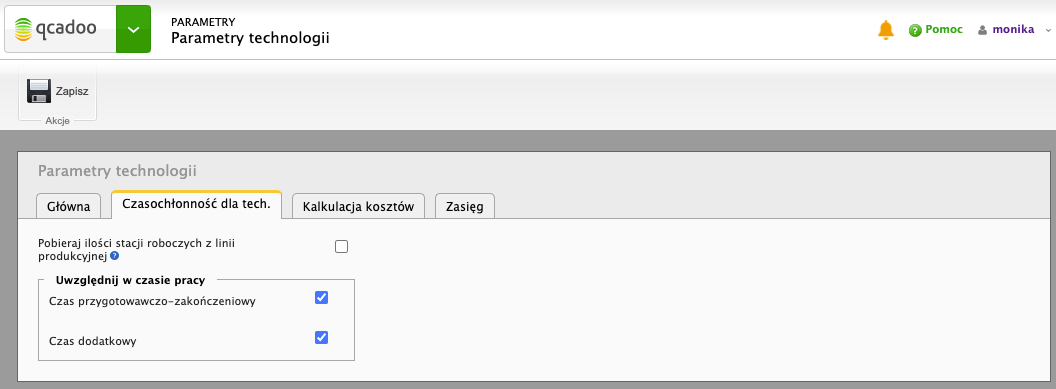 qcadoo
PARAMETRY
Parametry technologii
? Pomoc
monika
Zapisz
Akcje
Parametry technologii
Główna
Czasochłonność dla tech.
Kalkulacja kosztów
Zasięg
Pobieraj ilości stacji roboczych z linii
produkcyjnej ?
Uwzględnij w czasie pracy
Czas przygotowawczo-zakończeniowy
Czas dodatkowy